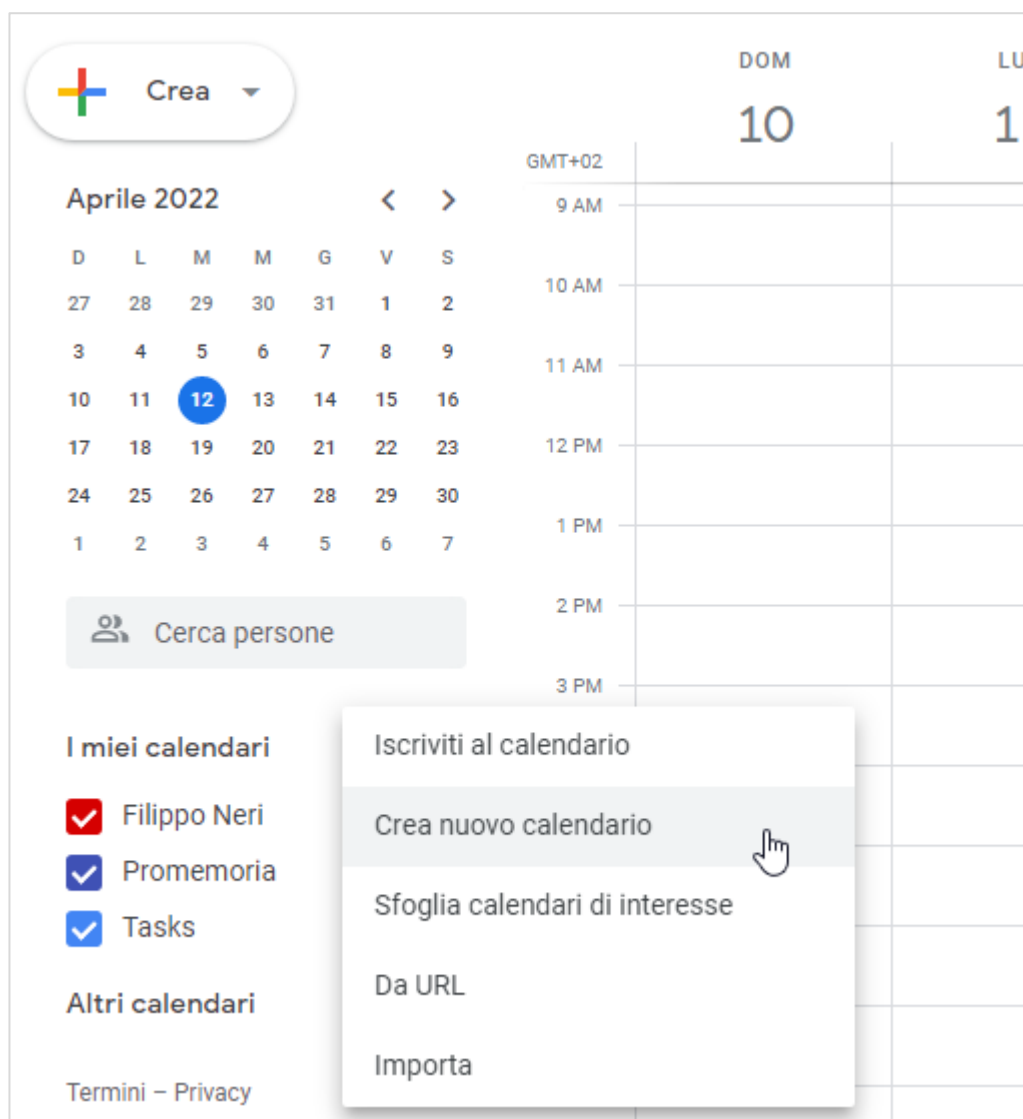 Crea
Aprile 2022
D L M M G V S
27 28 29 30 31 1 2
3 4 5 6 7 8 9
10 11 12 13 14 15 16
17 18 19 20 21 22 23
24 25 26 27 28 29 30
1 2 3 4 5 6 7
Cerca persone
I miei calendari
Filippo Neri
Promemoria
Tasks
Altri calendari
Termini – Privacy
DOM LU
10 1
GMT+02
9 AM
10 AM
11 AM
12 PM
1 PM
2 PM
3 PM
Iscriviti al calendario
Crea nuovo calendario
Sfoglia calendari di interesse
Da URL
Importa